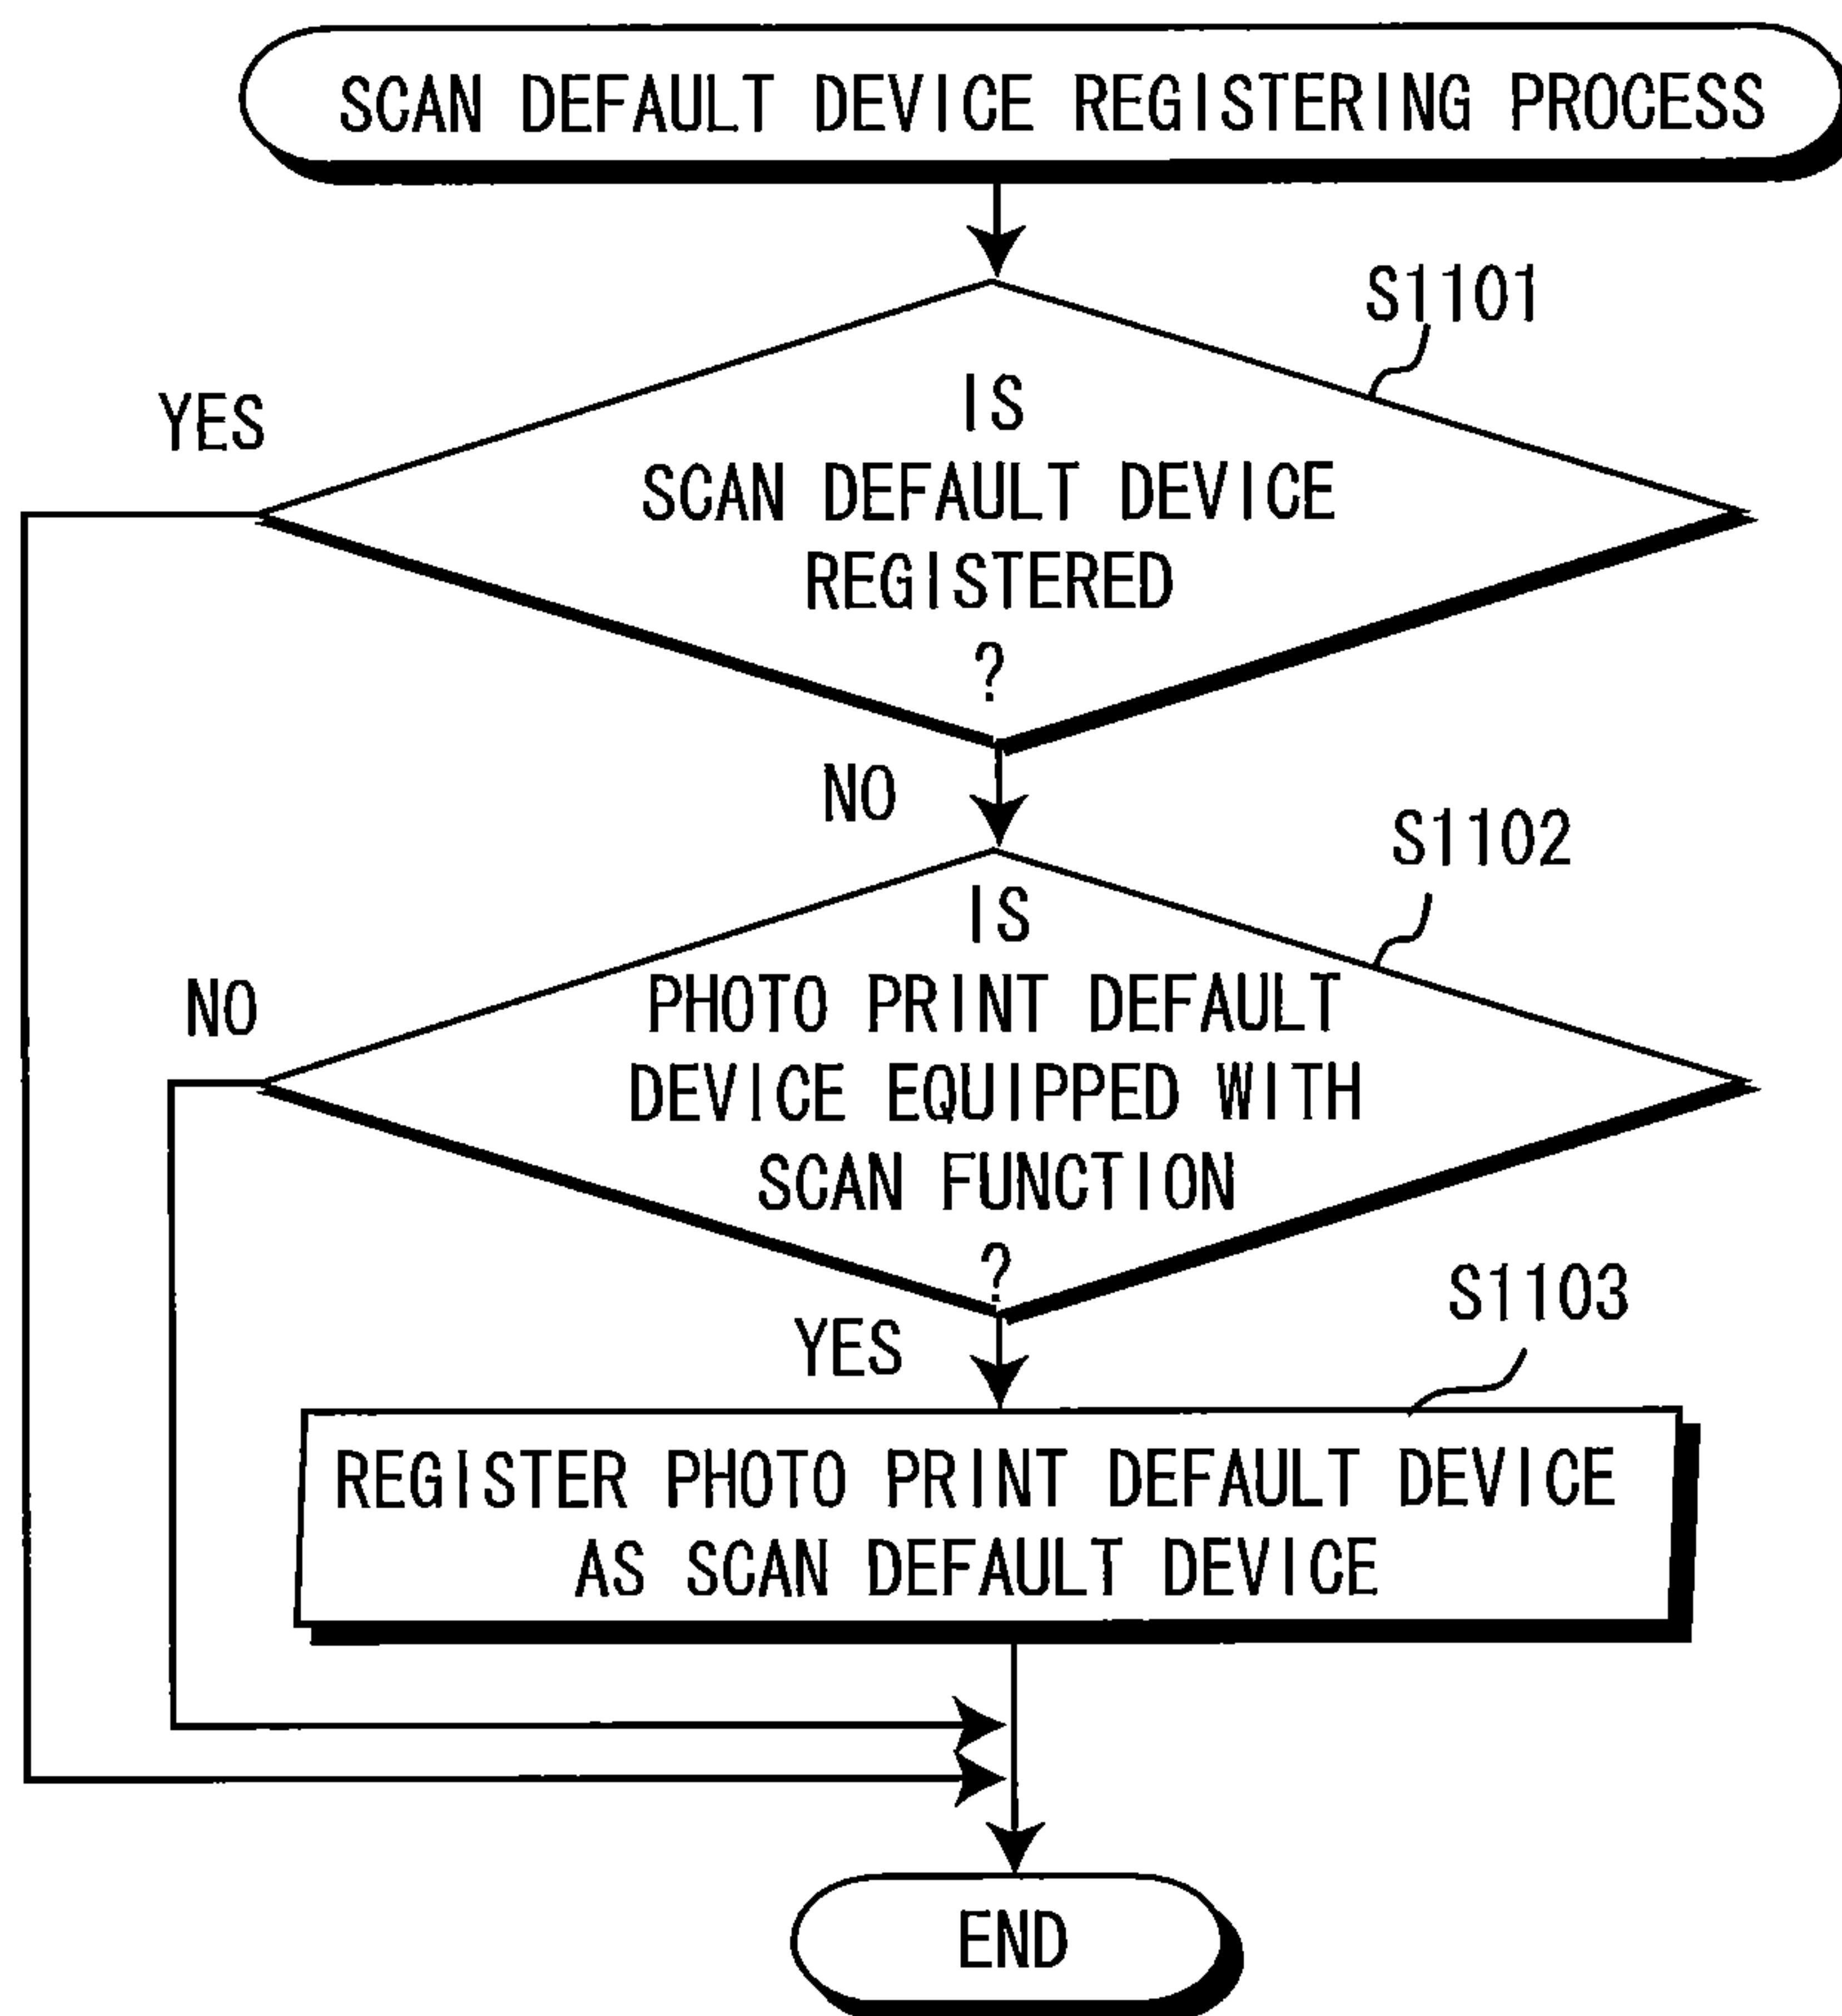 SCAN DEFAULT DEVICE REGISTERING PROCESS
S1101
YES
IS
SCAN DEFAULT DEVICE
REGISTERED
?
NO
S1102
IS
NO
PHOTO PRINT DEFAULT
DEVICE EQUIPPED WITH
SCAN FUNCTION
?
S1103
YES
REGISTER PHOTO PRINT DEFAULT DEVICE
AS SCAN DEFAULT DEVICE
END